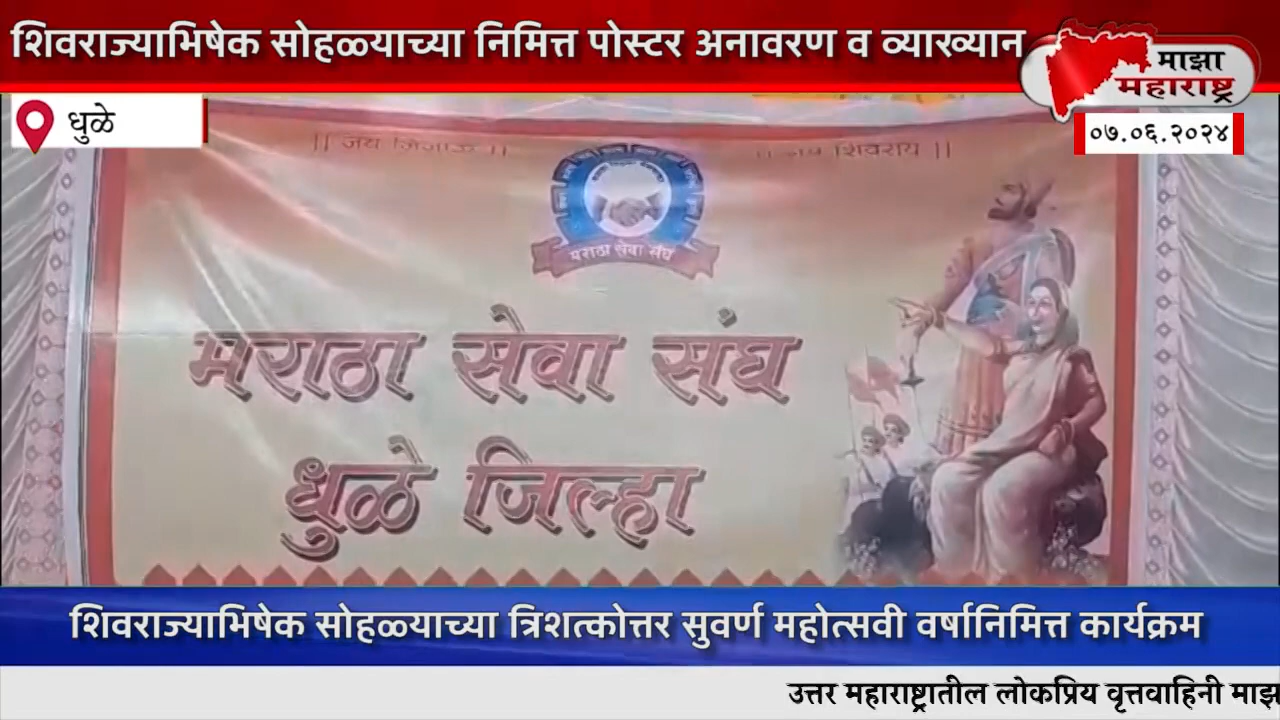 शिवराज्याभिषेक सोहळ्याच्या निमित्त पोस्टर अनावरण व व्याख्यान
माझा
महाराष्ट्र
धुळे
०७.०६.२०२४
|| जय जिजाऊ ||
|| जय शिवराय ||
मराठा सेवा संघ
मराठा सेवा संघ
धुळे जिल्हा
शिवराज्याभिषेक सोहळ्याच्या त्रिशत्कोत्तर सुवर्ण महोत्सवी वर्षानिमित्त कार्यक्रम
उत्तर महाराष्ट्रातील लोकप्रिय वृत्तवाहिनी माझ